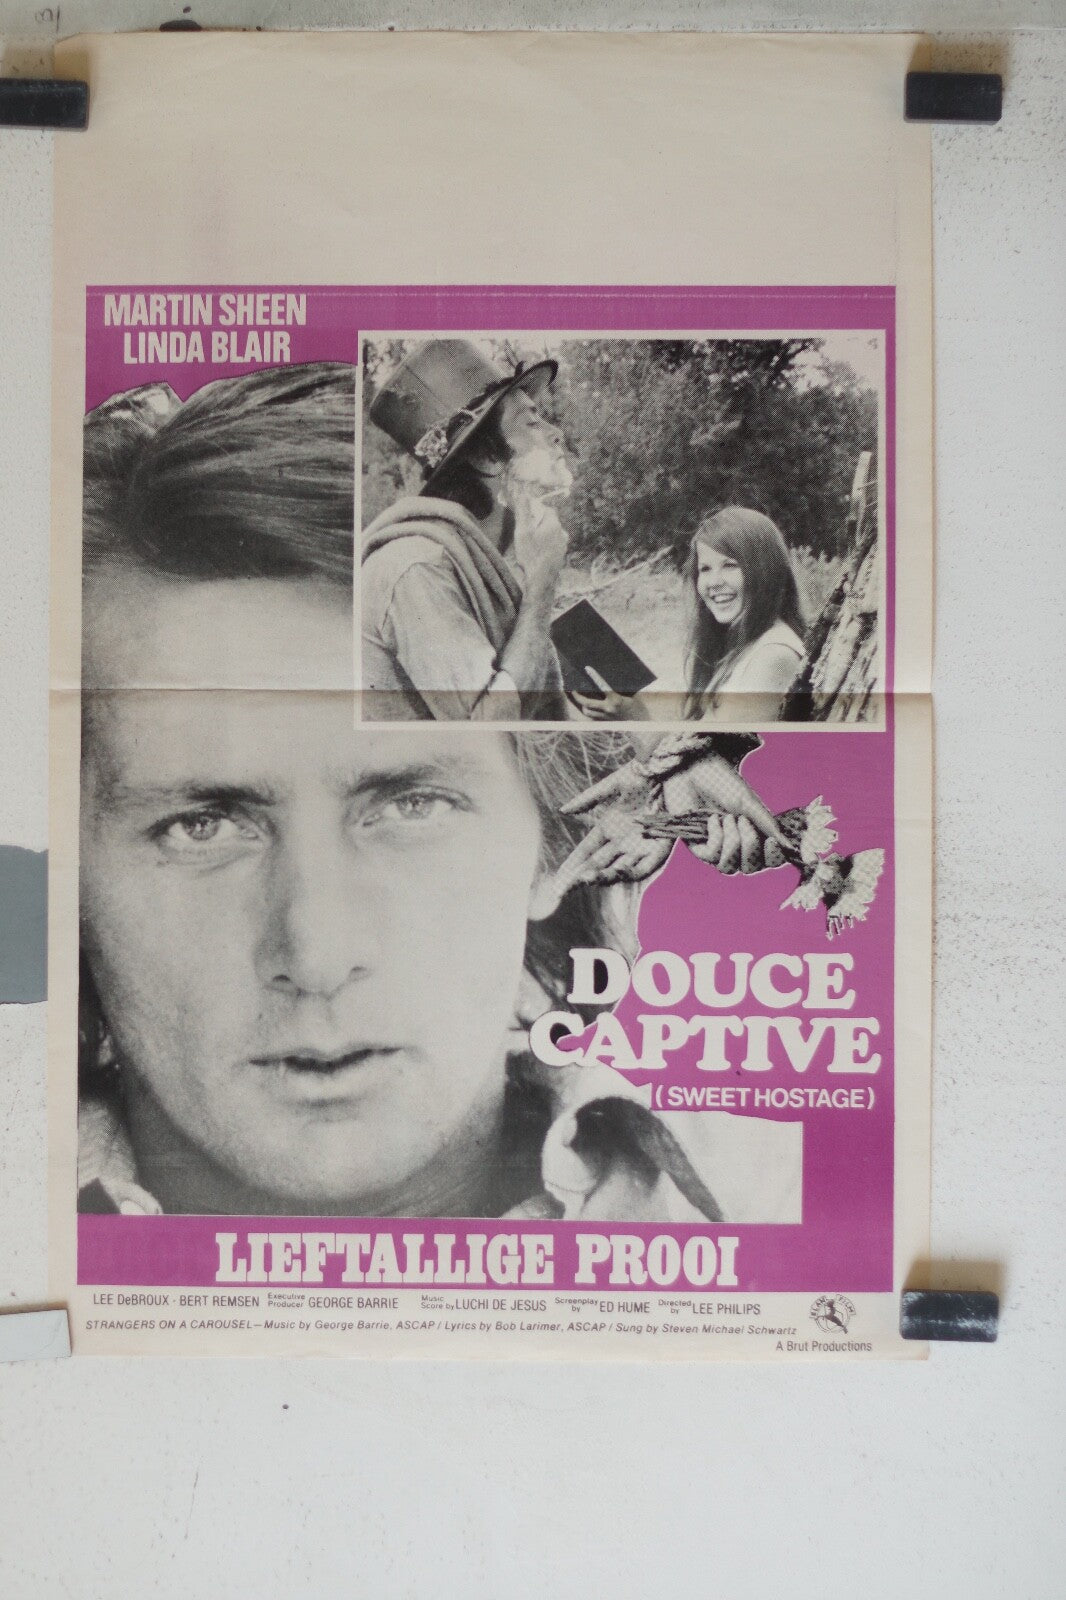 MARTIN SHEEN
LINDA BLAIR
DOUCE
CAPTIVE
(SWEET HOSTAGE)
LIEFTALLIGE PROOI
LEE DeBROUX - BERT REMSEN Executive Producer GEORGE BARRIE Music Score by LUCHI DE JESUS Screenplay by ED HUME Directed by LEE PHILIPS
STRANGERS ON A CAROUSEL—Music by George Barrie, ASCAP / Lyrics by Bob Larimer, ASCAP / Sung by Steven Michael Schwartz
A Brut Productions